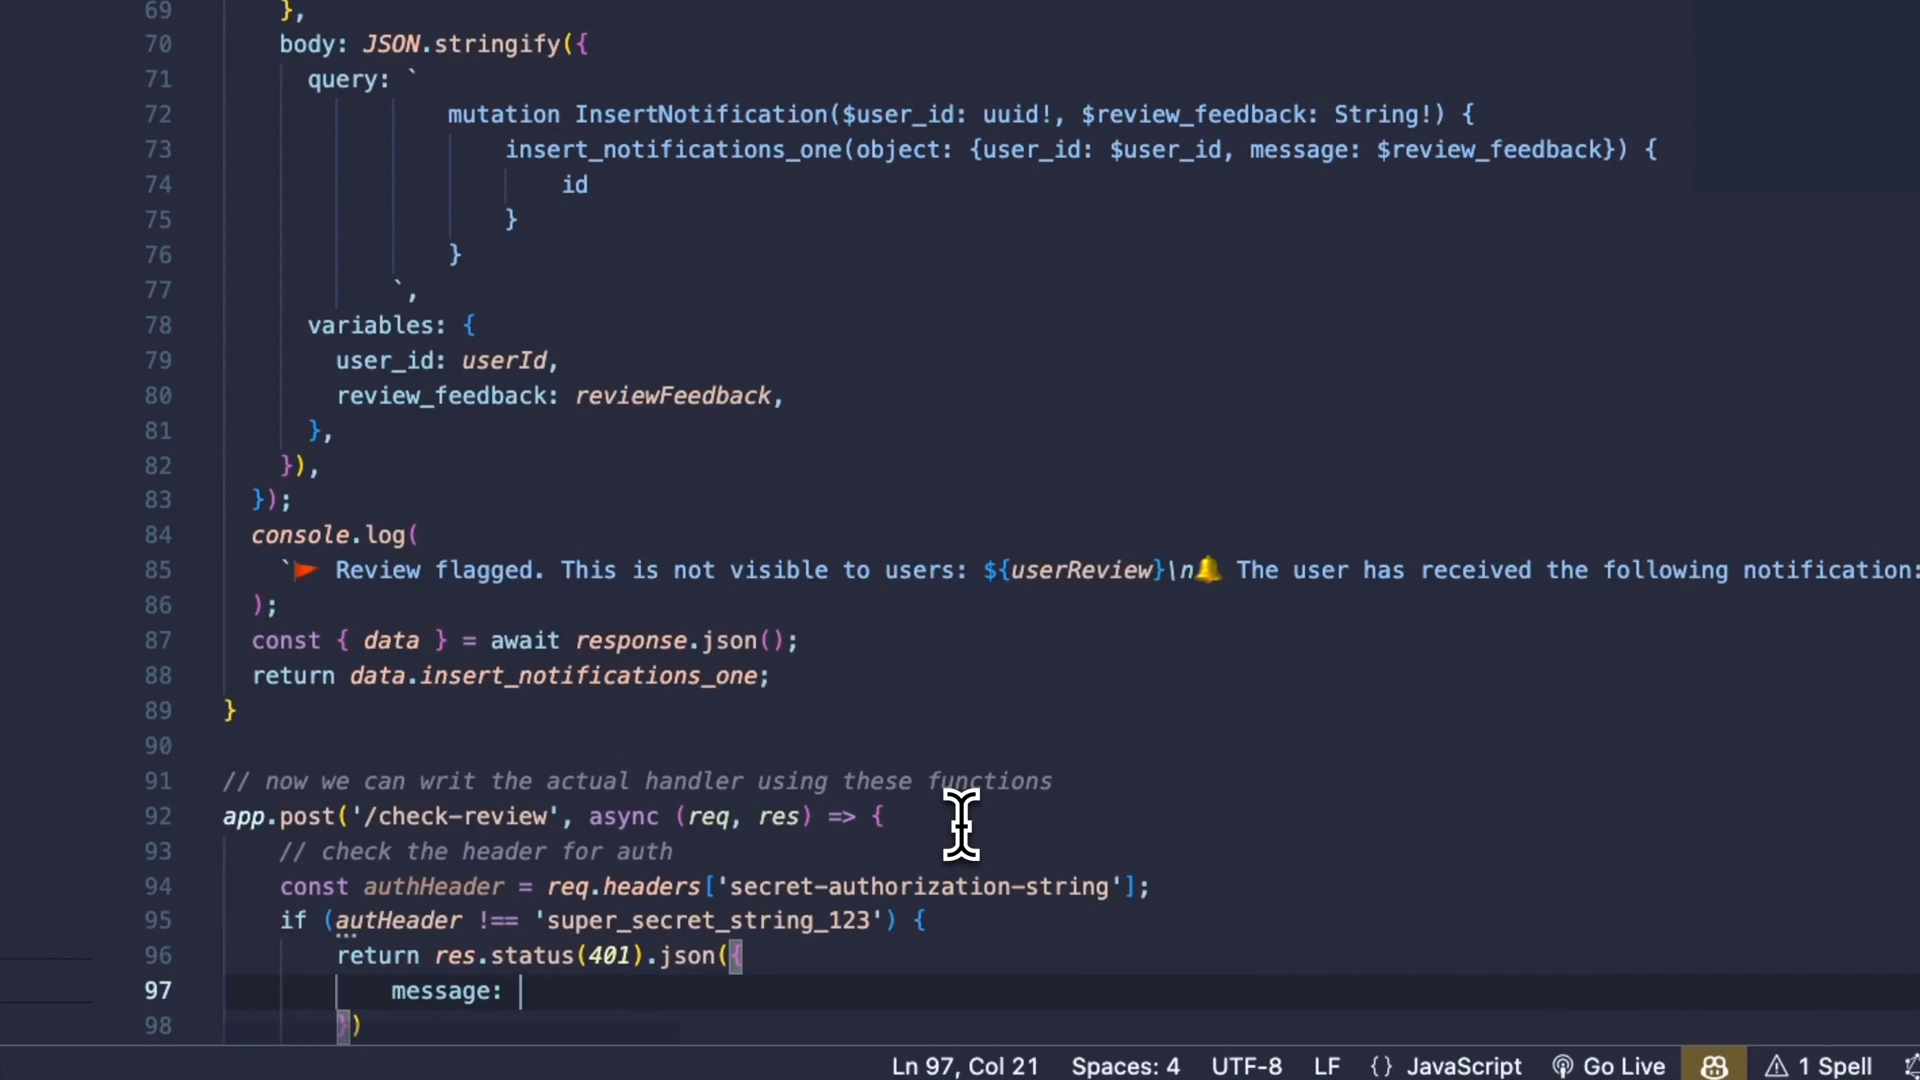 69 },
70 body: JSON.stringify({
71 query: `
72 mutation InsertNotification($user_id: uuid!, $review_feedback: String!) {
73 insert_notifications_one(object: {user_id: $user_id, message: $review_feedback}) {
74 id
75 }
76 }
77 `,
78 variables: {
79 user_id: userId,
80 review_feedback: reviewFeedback,
81 },
82 }),
83 });
84 console.log(
85 `🚩 Review flagged. This is not visible to users: ${userReview}\n🔔 The user has received the following notification:
86 );
87 const { data } = await response.json();
88 return data.insert_notifications_one;
89 }
90
91 // now we can writ the actual handler using these functions
92 app.post('/check-review', async (req, res) => {
93 // check the header for auth
94 const authHeader = req.headers['secret-authorization-string'];
95 if (autHeader !== 'super_secret_string_123') {
96 return res.status(401).json({
97 message:
98 })
Ln 97, Col 21 Spaces: 4 UTF-8 LF {} JavaScript Go Live 1 Spell